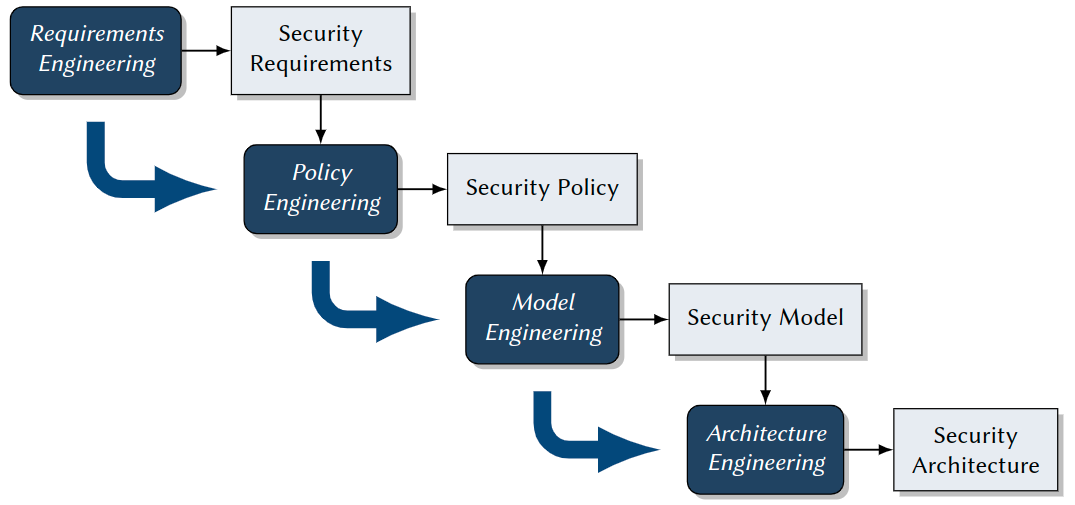 Requirements
Engineering
Security
Requirements
Policy
Engineering
Security Policy
Model
Engineering
Security Model
Architecture
Engineering
Security
Architecture